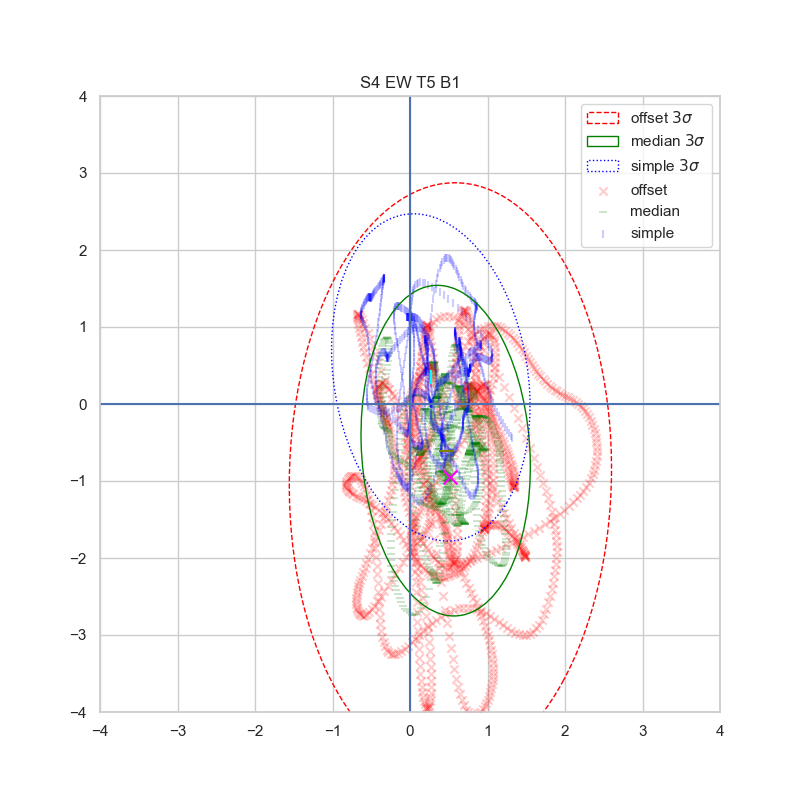 S4 EW T5 B1
4
3
2
1
0
−1
−2
−3
−4
−4
−3
−2
−1
0
1
2
3
4
offset 3σ
median 3σ
simple 3σ
offset
median
simple